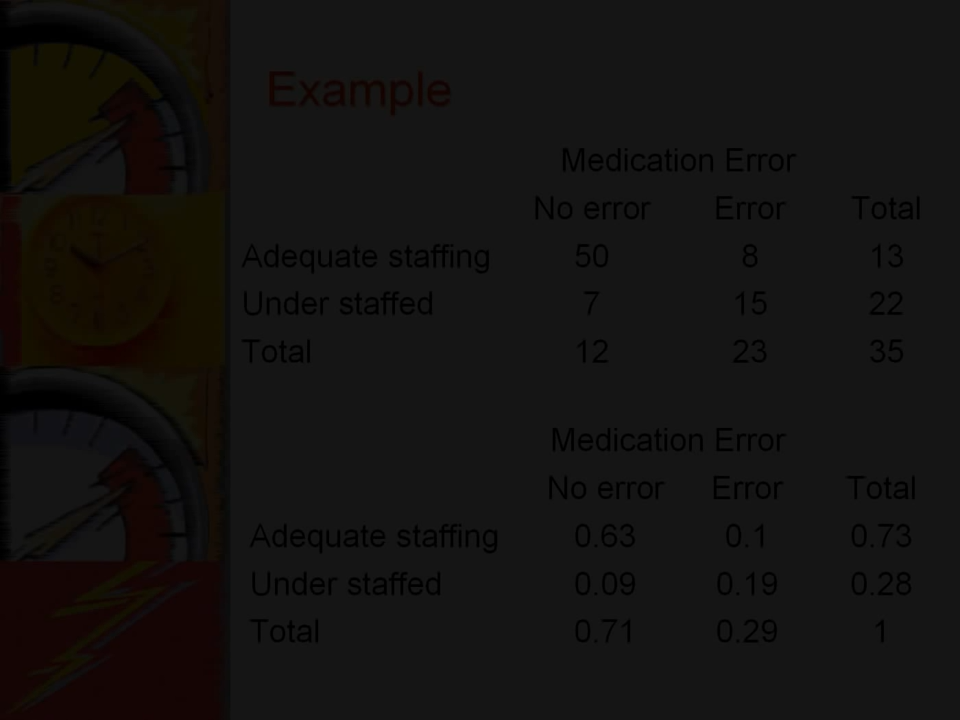 Example
Medication Error
No error Error Total
Adequate staffing 50 8 13
Under staffed 7 15 22
Total 12 23 35
Medication Error
No error Error Total
Adequate staffing 0.63 0.1 0.73
Under staffed 0.09 0.19 0.28
Total 0.71 0.29 1